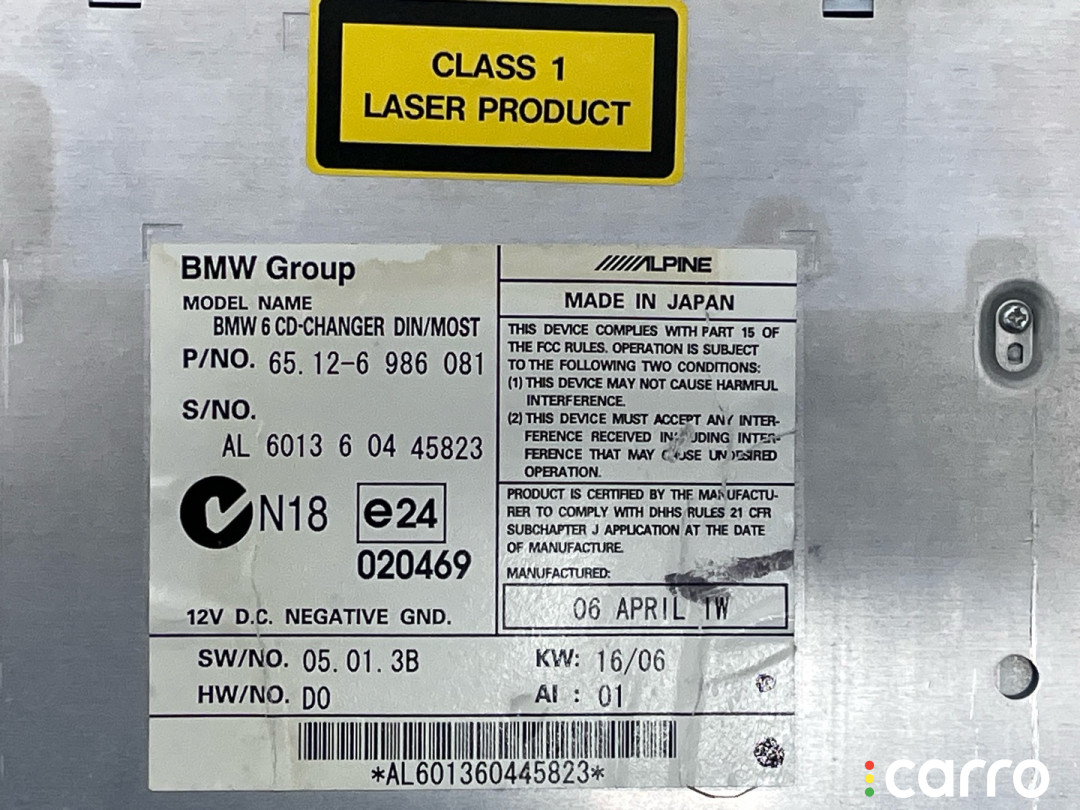 CLASS 1
LASER PRODUCT
BMW Group
MODEL NAME
BMW 6 CD-CHANGER DIN/MOST
P/NO. 65. 12-6 986 081
S/NO.
AL 6013 6 04 45823
N18
e24
020469
12V D.C. NEGATIVE GND.
ALPINE
MADE IN JAPAN
THIS DEVICE COMPLIES WITH PART 15 OF
THE FCC RULES. OPERATION IS SUBJECT
TO THE FOLLOWING TWO CONDITIONS:
(1) THIS DEVICE MAY NOT CAUSE HARMFUL
INTERFERENCE.
(2) THIS DEVICE MUST ACCEPT ANY INTER-
FERENCE RECEIVED INCLUDING INTER-
FERENCE THAT MAY CAUSE UNDESIRED
OPERATION.
PRODUCT IS CERTIFIED BY THE MANUFACTU-
RER TO COMPLY WITH DHHS RULES 21 CFR
SUBCHAPTER J APPLICATION AT THE DATE
OF MANUFACTURE.
MANUFACTURED:
06 APRIL 1W
SW/NO. 05. 01. 3B
KW: 16/06
HW/NO. D0
AI : 01
*AL601360445823*
carro